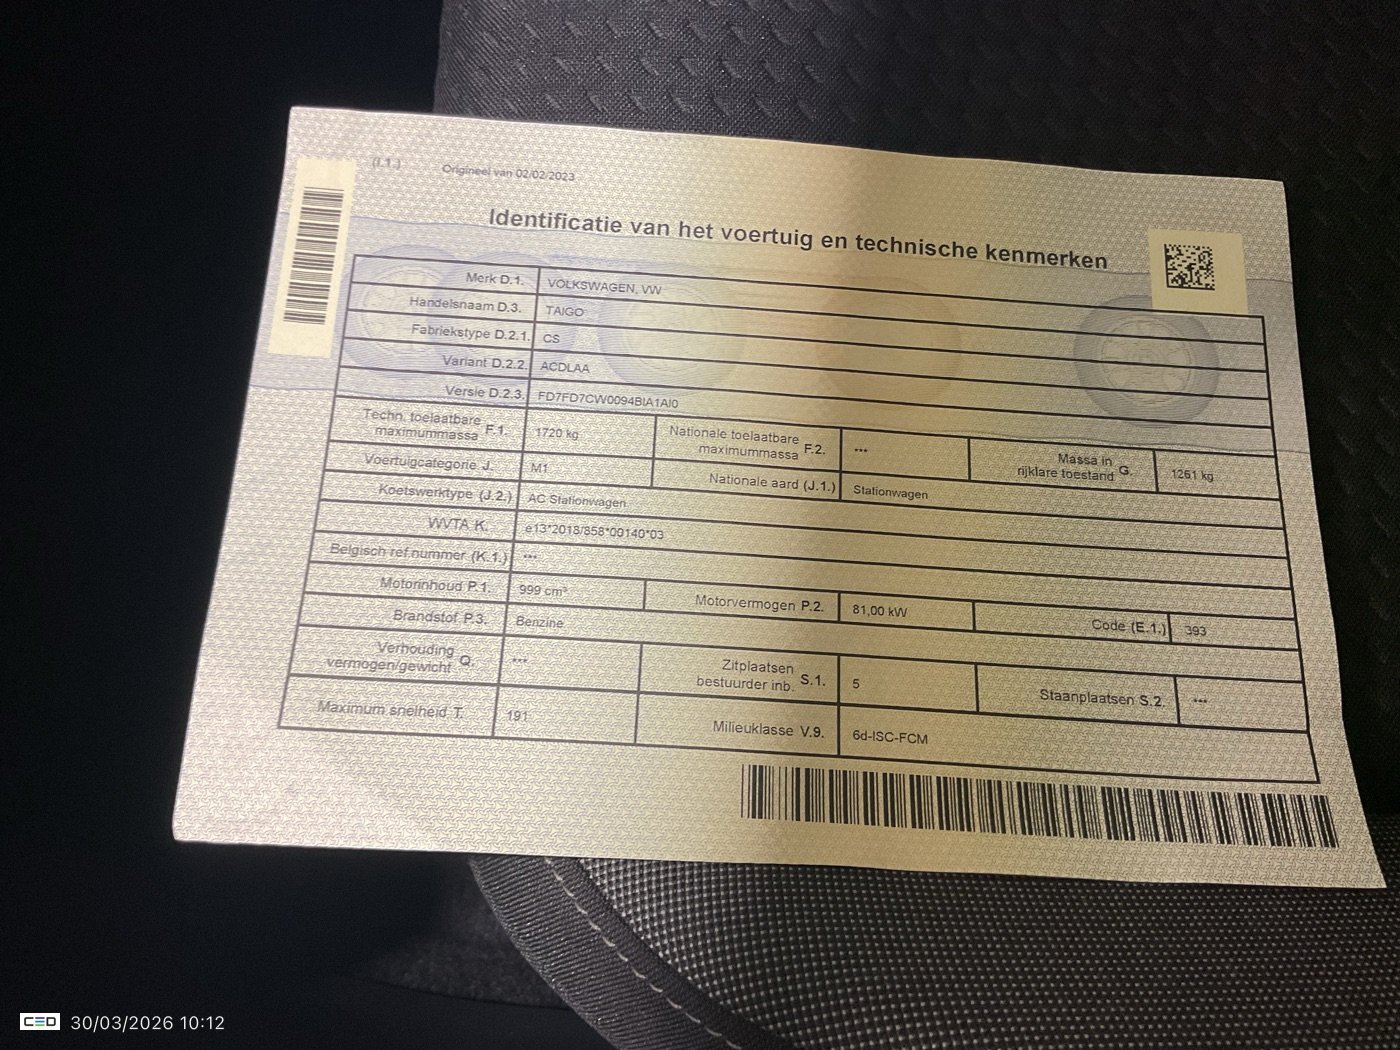 (I.1.) Origineel van 02/02/2023
Identificatie van het voertuig en technische kenmerken
Merk D.1. VOLKSWAGEN, VW
Handelsnaam D.3. TAIGO
Fabriekstype D.2.1. CS
Variant D.2.2. ACDLAA
Versie D.2.3. FD7FD7CW0094BIA1AI0
Techn. toelaatbare maximummassa F.1. 1720 kg Nationale toelaatbare maximummassa F.2. *** Massa in rijklare toestand G. 1261 kg
Voertuigcategorie J. M1 Nationale aard (J.1.) Stationwagen
Koetswerktype (J.2.) AC Stationwagen
WVTA K. e13*2018/858*00140*03
Belgisch ref.nummer (K.1.) ***
Motorinhoud P.1. 999 cm³ Motorvermogen P.2. 81,00 kW Code (E.1.) 393
Brandstof P.3. Benzine
Verhouding vermogen/gewicht Q. *** Zitplaatsen bestuurder inb. S.1. 5 Staanplaatsen S.2. ***
Maximum snelheid T. 191 Milieuklasse V.9. 6d-ISC-FCM
CED 30/03/2026 10:12